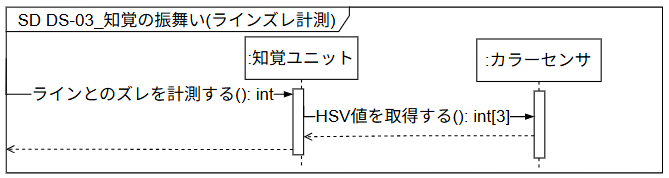 SD DS-03_知覚の振舞い(ラインズレ計測)
:知覚ユニット
:カラーセンサ
ラインとのズレを計測する(): int
HSV値を取得する(): int[3]